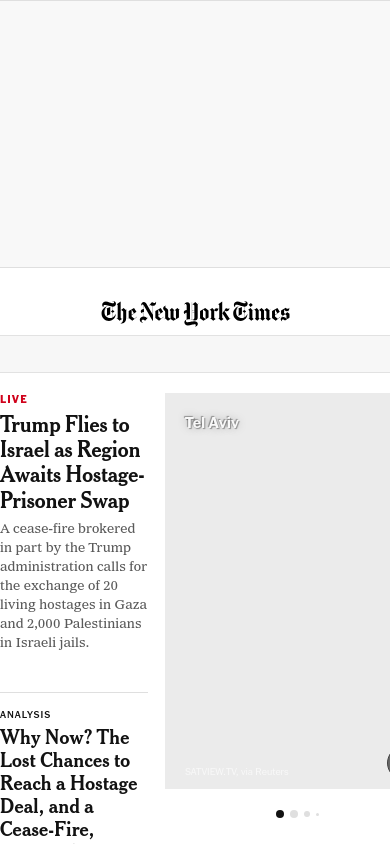 The New York Times
LIVE
Trump Flies to
Israel as Region
Awaits Hostage-
Prisoner Swap
A cease-fire brokered
in part by the Trump
administration calls for
the exchange of 20
living hostages in Gaza
and 2,000 Palestinians
in Israeli jails.
Tel Aviv
SATVIEW TV, via Reuters
ANALYSIS
Why Now? The
Lost Chances to
Reach a Hostage
Deal, and a
Cease-Fire,